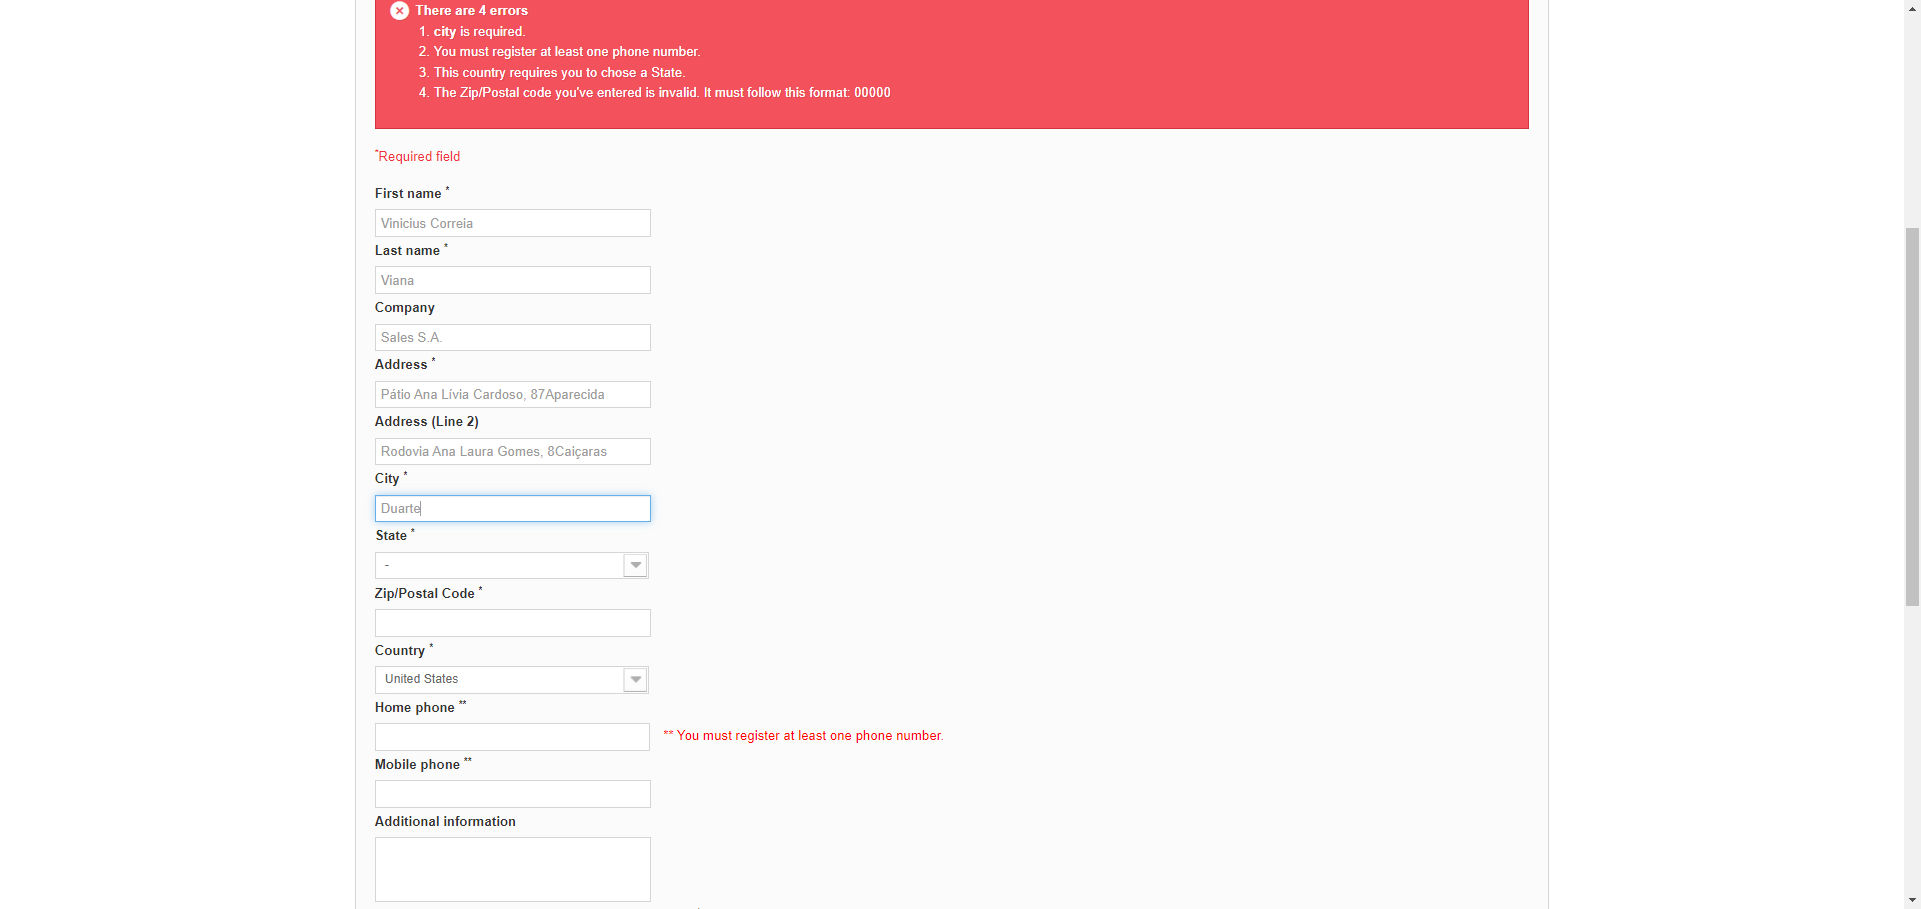 There are 4 errors
1. city is required.
2. You must register at least one phone number.
3. This country requires you to chose a State.
4. The Zip/Postal code you've entered is invalid. It must follow this format: 00000
*Required field
First name *
Vinicius Correia
Last name *
Viana
Company
Sales S.A.
Address *
Pátio Ana Lívia Cardoso, 87Aparecida
Address (Line 2)
Rodovia Ana Laura Gomes, 8Caiçaras
City *
Duarte
State *
-
Zip/Postal Code *
Country *
United States
Home phone **
** You must register at least one phone number.
Mobile phone **
Additional information